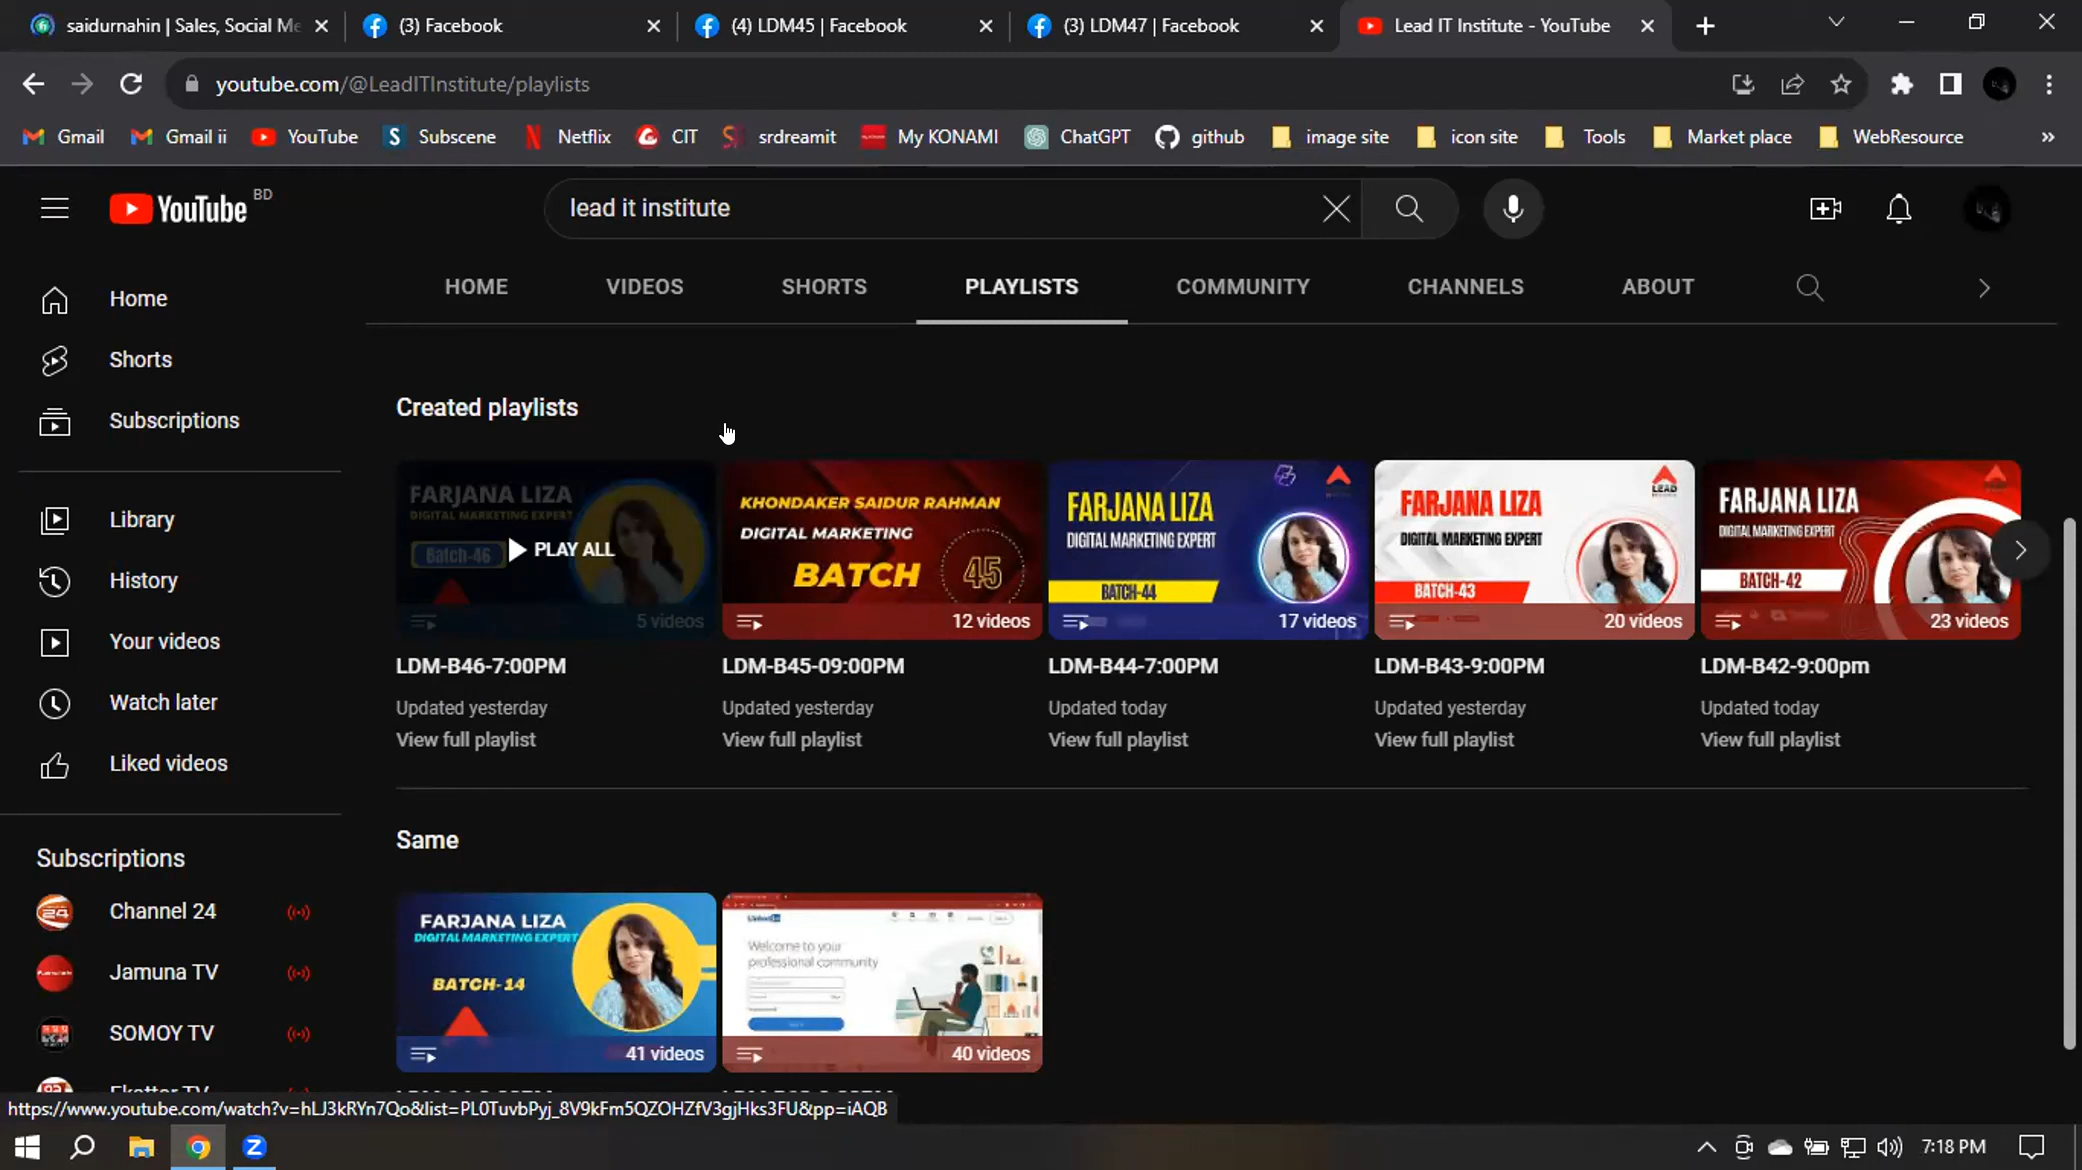 saidurnahin | Sales, Social Me
(3) Facebook
(4) LDM45 | Facebook
(3) LDM47 | Facebook
Lead IT Institute - YouTube
youtube.com/@LeadITInstitute/playlists
Gmail
Gmail ii
YouTube
Subscene
Netflix
CIT
srdreamit
My KONAMI
ChatGPT
github
image site
icon site
Tools
Market place
WebResource
YouTube BD
lead it institute
HOME
VIDEOS
SHORTS
PLAYLISTS
COMMUNITY
CHANNELS
ABOUT
Home
Shorts
Subscriptions
Library
History
Your videos
Watch later
Liked videos
Subscriptions
Channel 24
Jamuna TV
SOMOY TV
Created playlists
FARJANA LIZA
DIGITAL MARKETING EXPERT
Batch-46
PLAY ALL
5 videos
LDM-B46-7:00PM
Updated yesterday
View full playlist
KHONDAKER SAIDUR RAHMAN
DIGITAL MARKETING
BATCH 45
12 videos
LDM-B45-09:00PM
Updated yesterday
View full playlist
FARJANA LIZA
DIGITAL MARKETING EXPERT
BATCH-44
17 videos
LDM-B44-7:00PM
Updated today
View full playlist
LEAD
FARJANA LIZA
DIGITAL MARKETING EXPERT
BATCH-43
20 videos
LDM-B43-9:00PM
Updated yesterday
View full playlist
FARJANA LIZA
DIGITAL MARKETING EXPERT
BATCH-42
23 videos
LDM-B42-9:00pm
Updated today
View full playlist
Same
FARJANA LIZA
DIGITAL MARKETING EXPERT
BATCH-14
41 videos
Linked in
Welcome to your
professional community
40 videos
https://www.youtube.com/watch?v=hLJ3kRYn7Qo&list=PL0TuvbPyj_8V9kFm5QZOHZfV3gjHks3FU&pp=iAQB
7:18 PM